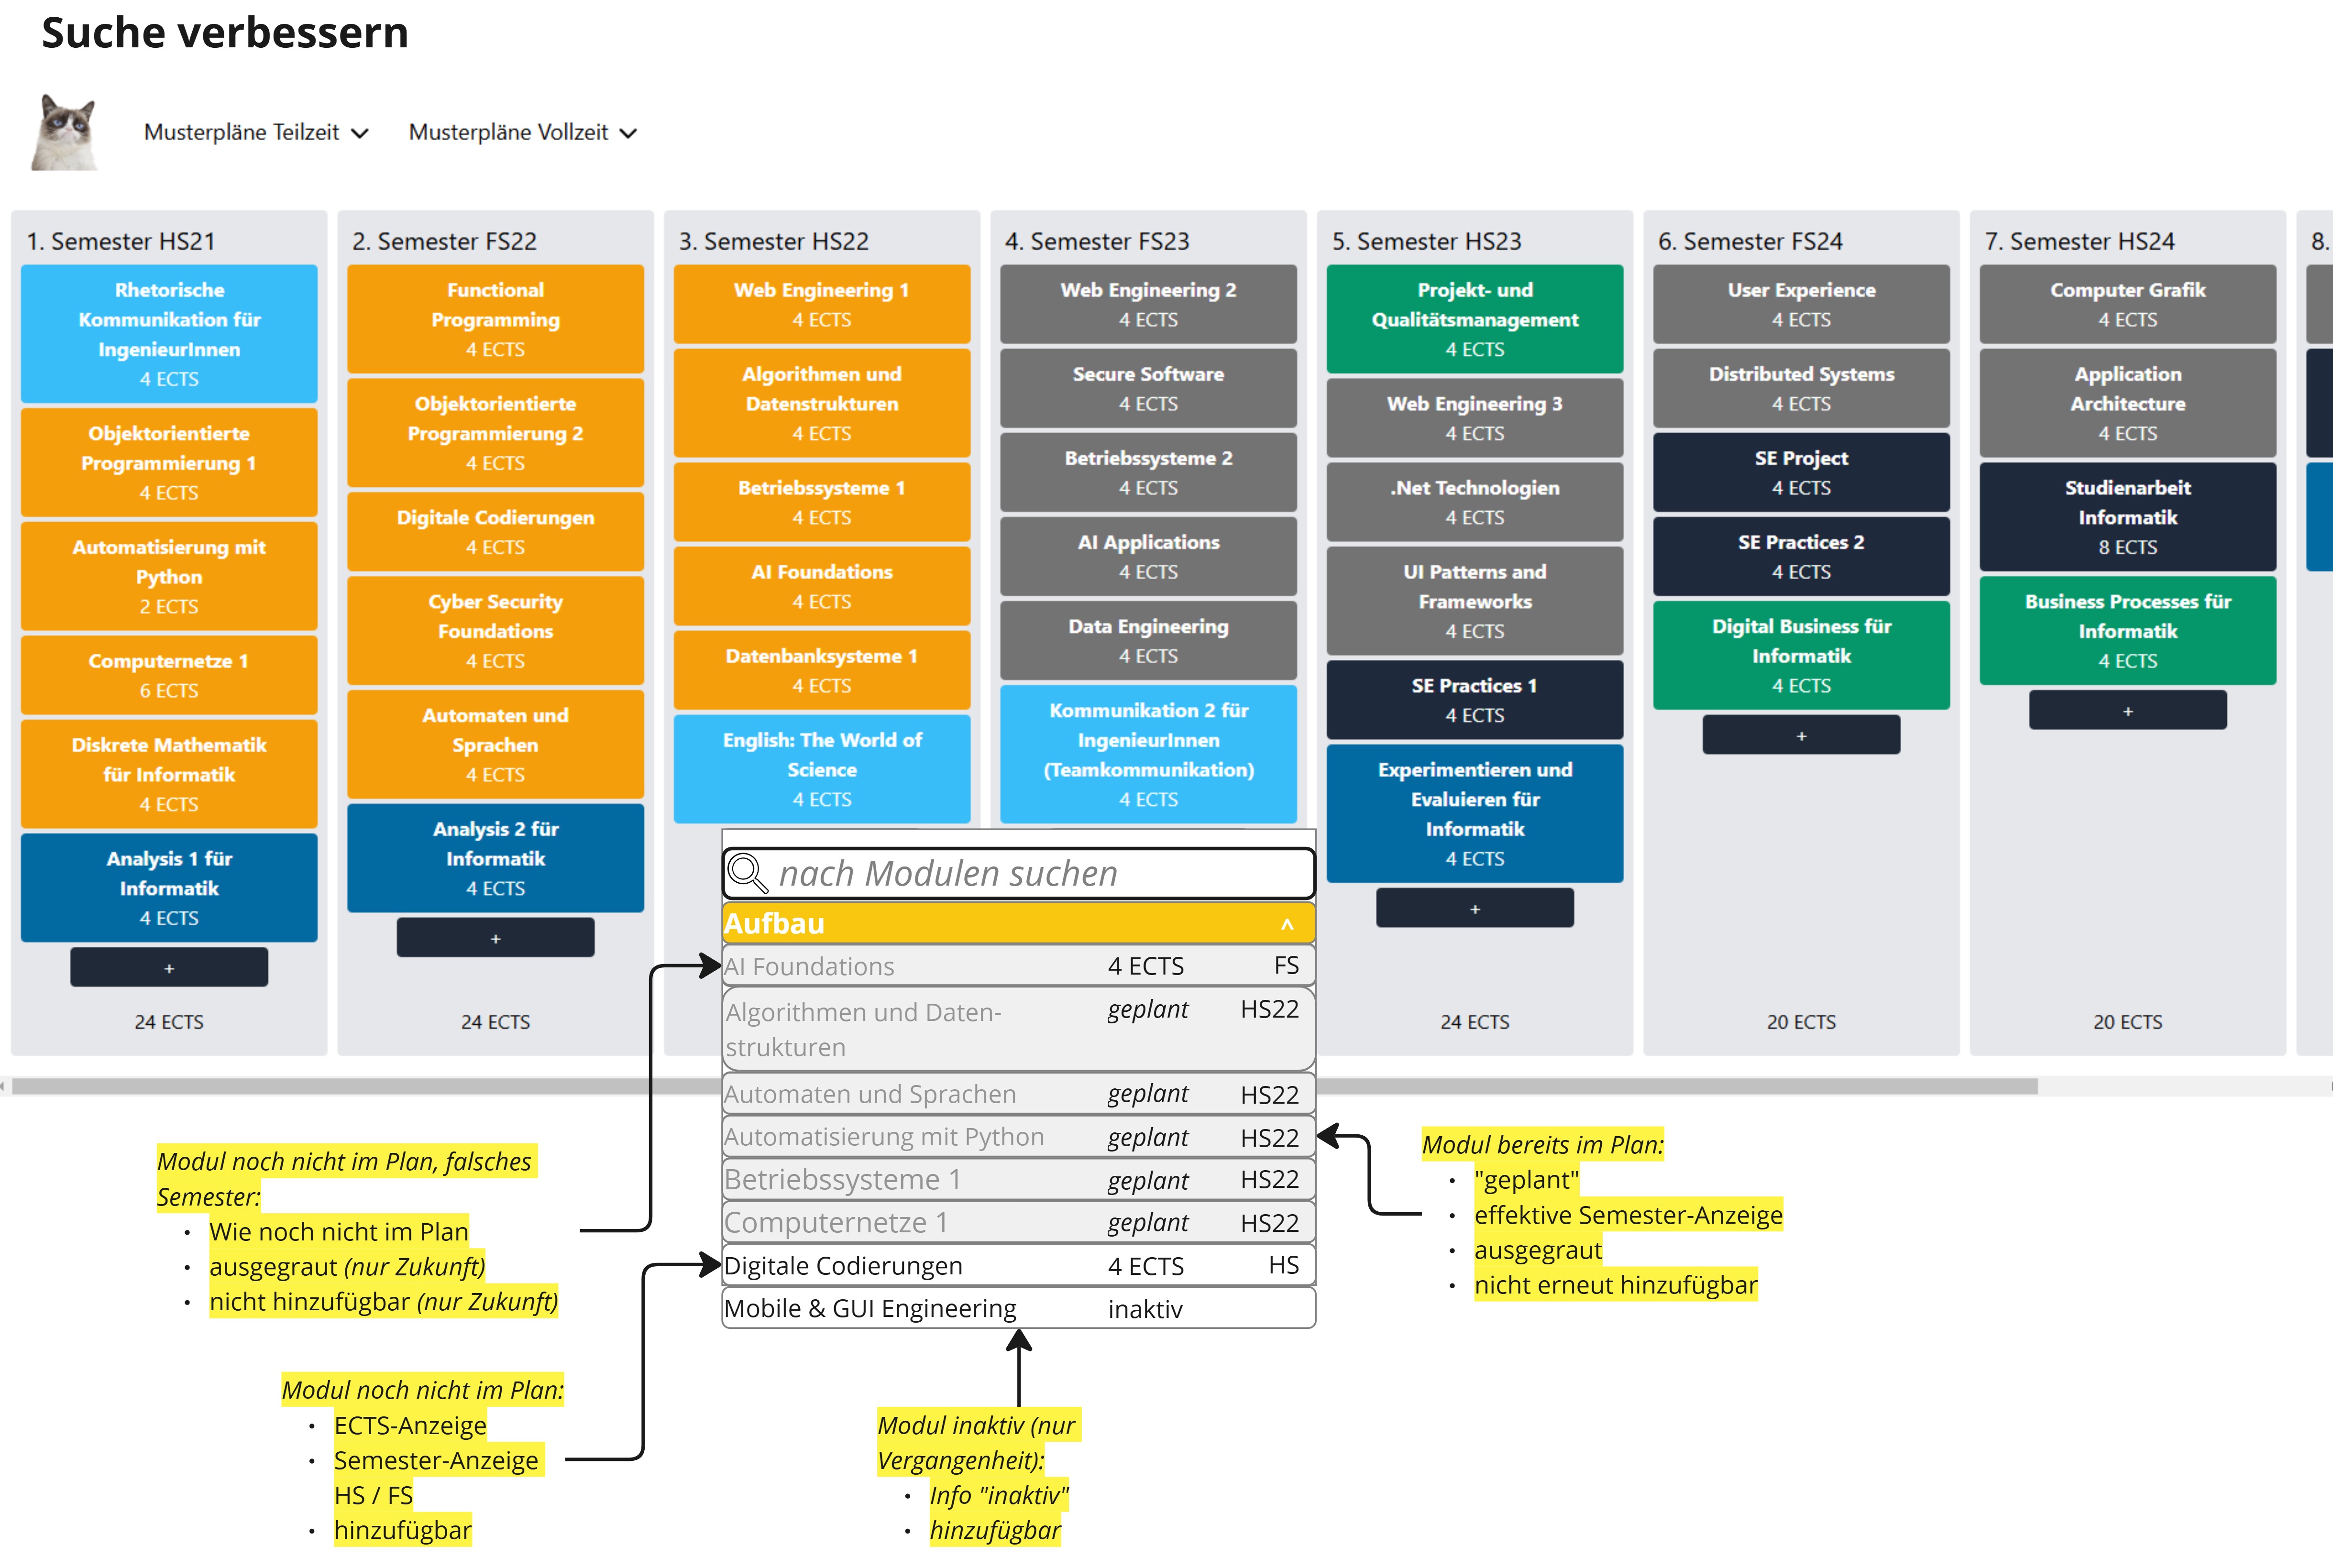 Suche verbessern
Musterpläne Teilzeit
Musterpläne Vollzeit
1. Semester HS21
Rhetorische
Kommunikation für
IngenieurInnen
4 ECTS
Objektorientierte
Programmierung 1
4 ECTS
Automatisierung mit
Python
2 ECTS
Computernetze 1
6 ECTS
Diskrete Mathematik
für Informatik
4 ECTS
Analysis 1 für
Informatik
4 ECTS
+
24 ECTS
2. Semester FS22
Functional
Programming
4 ECTS
Objektorientierte
Programmierung 2
4 ECTS
Digitale Codierungen
4 ECTS
Cyber Security
Foundations
4 ECTS
Automaten und
Sprachen
4 ECTS
Analysis 2 für
Informatik
4 ECTS
+
24 ECTS
3. Semester HS22
Web Engineering 1
4 ECTS
Algorithmen und
Datenstrukturen
4 ECTS
Betriebssysteme 1
4 ECTS
AI Foundations
4 ECTS
Datenbanksysteme 1
4 ECTS
English: The World of
Science
4 ECTS
4. Semester FS23
Web Engineering 2
4 ECTS
Secure Software
4 ECTS
Betriebssysteme 2
4 ECTS
AI Applications
4 ECTS
Data Engineering
4 ECTS
Kommunikation 2 für
IngenieurInnen
(Teamkommunikation)
4 ECTS
5. Semester HS23
Projekt- und
Qualitätsmanagement
4 ECTS
Web Engineering 3
4 ECTS
.Net Technologien
4 ECTS
UI Patterns and
Frameworks
4 ECTS
SE Practices 1
4 ECTS
Experimentieren und
Evaluieren für
Informatik
4 ECTS
+
24 ECTS
6. Semester FS24
User Experience
4 ECTS
Distributed Systems
4 ECTS
SE Project
4 ECTS
SE Practices 2
4 ECTS
Digital Business für
Informatik
4 ECTS
+
20 ECTS
7. Semester HS24
Computer Grafik
4 ECTS
Application
Architecture
4 ECTS
Studienarbeit
Informatik
8 ECTS
Business Processes für
Informatik
4 ECTS
+
20 ECTS
8.
nach Modulen suchen
Aufbau ^
AI Foundations 4 ECTS FS
Algorithmen und Daten- geplant HS22
strukturen
Automaten und Sprachen geplant HS22
Automatisierung mit Python geplant HS22
Betriebssysteme 1 geplant HS22
Computernetze 1 geplant HS22
Digitale Codierungen 4 ECTS HS
Mobile & GUI Engineering inaktiv
Modul noch nicht im Plan, falsches
Semester:
• Wie noch nicht im Plan
• ausgegraut (nur Zukunft)
• nicht hinzufügbar (nur Zukunft)
Modul noch nicht im Plan:
• ECTS-Anzeige
• Semester-Anzeige
HS / FS
• hinzufügbar
Modul inaktiv (nur
Vergangenheit):
• Info "inaktiv"
• hinzufügbar
Modul bereits im Plan:
• "geplant"
• effektive Semester-Anzeige
• ausgegraut
• nicht erneut hinzufügbar